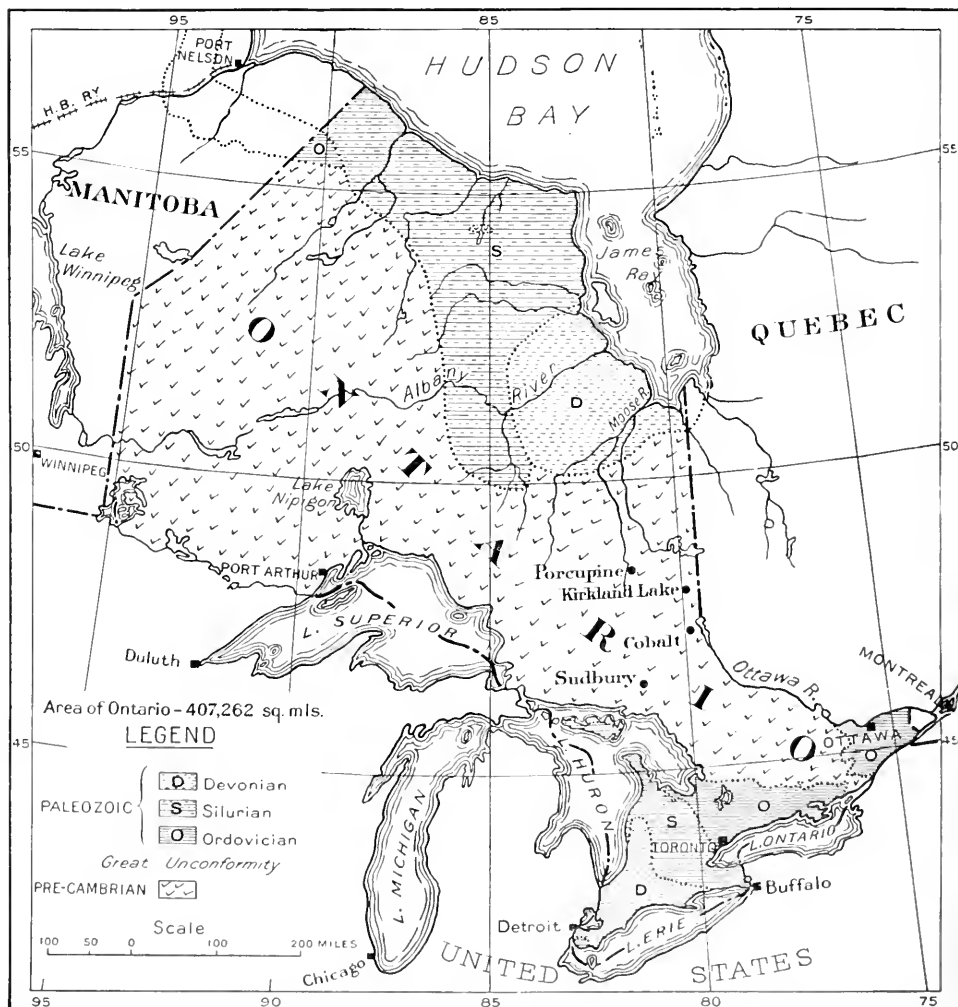 95 90 85 80 75
PORT
NELSON
HUDSON
BAY
H.B. RY
55
55
O
MANITOBA
Lake
Winnipeg
S
James
Bay
QUEBEC
ONTARIO
Albany River
D
Moose R.
50
50
WINNIPEG
Lake
Nipigon
PORT ARTHUR
Porcupine
Kirkland Lake
L. SUPERIOR
Cobalt
Duluth
Sudbury
Ottawa R.
MONTREAL
Area of Ontario - 407,262 sq. mls.
45
OTTAWA
45
O
LEGEND
PALEOZOIC
D Devonian
S Silurian
O Ordovician
Great Unconformity
PRE-CAMBRIAN
L. HURON
L. MICHIGAN
S
O
TORONTO
L. ONTARIO
D
Buffalo
Scale
100 50 0 100 200 MILES
Detroit
L. ERIE
Chicago
UNITED STATES
95 90 85 80 75